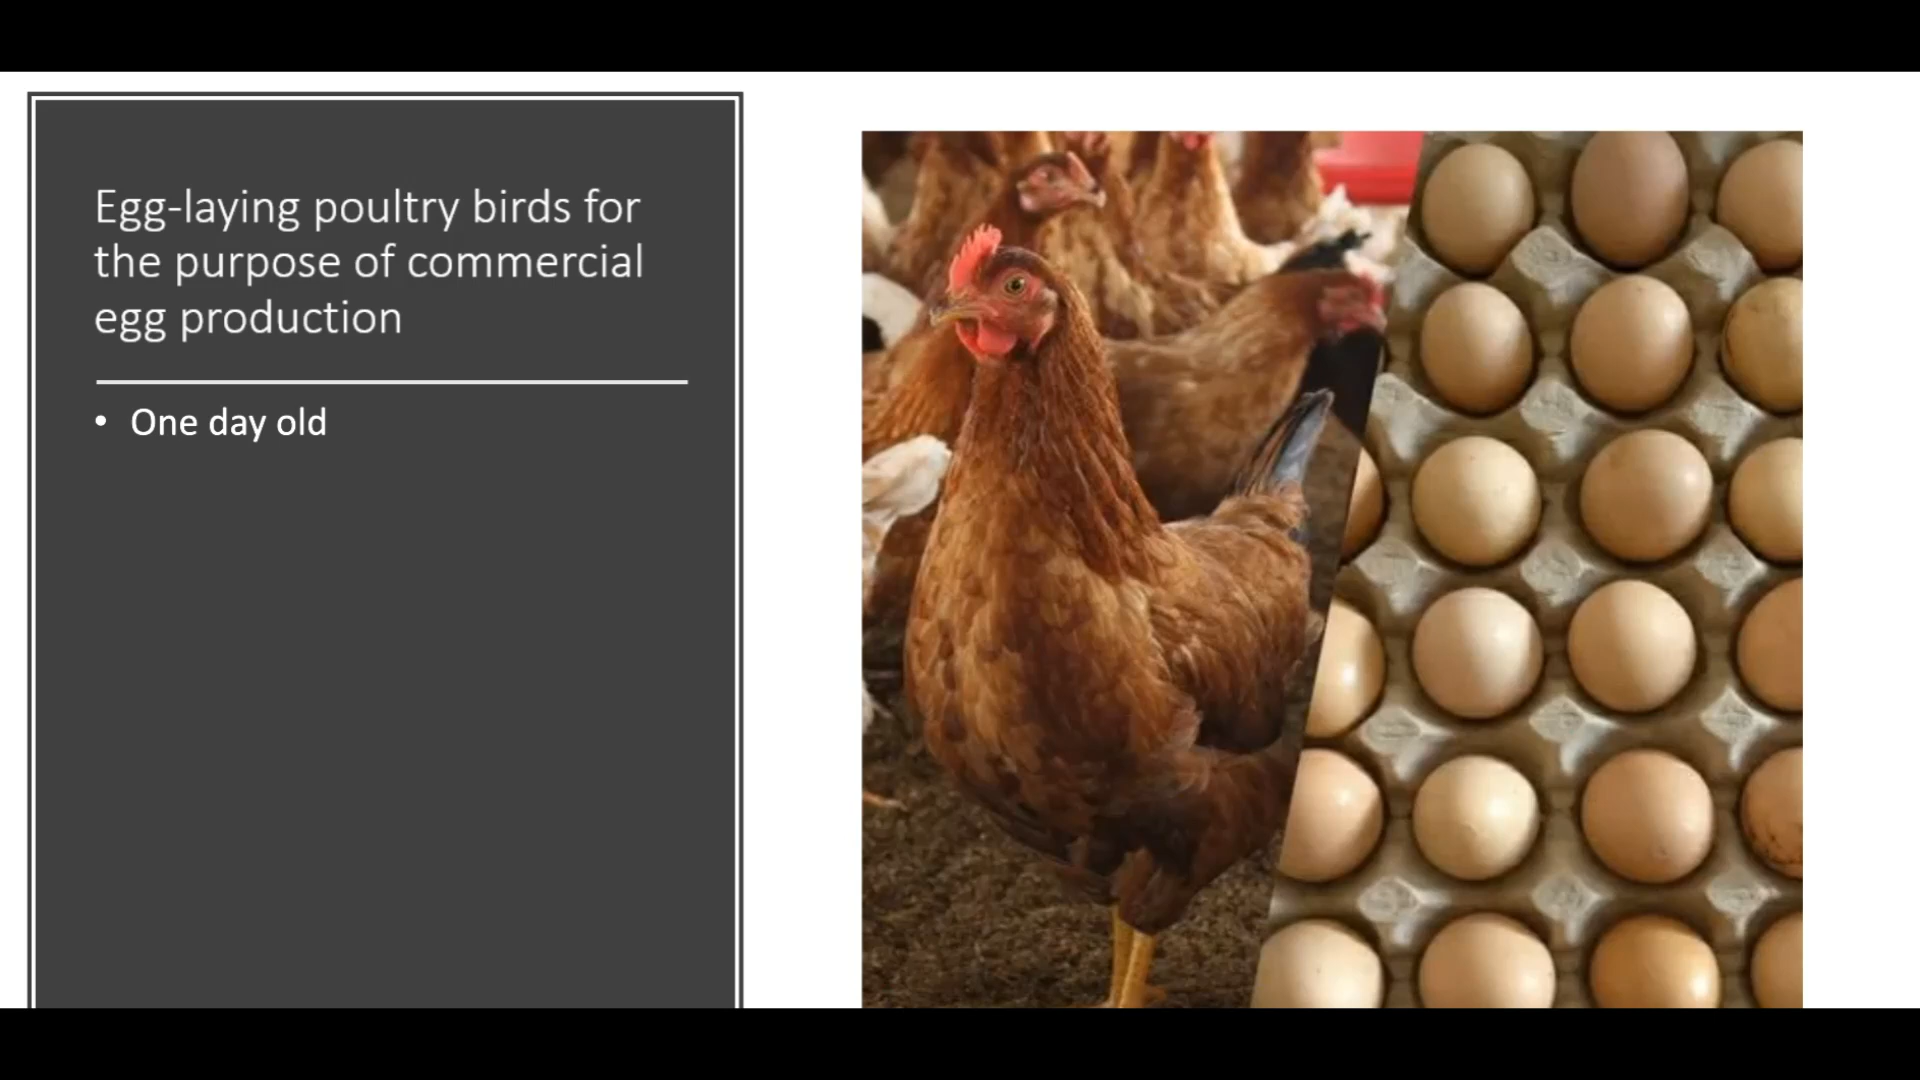 Egg-laying poultry birds for
the purpose of commercial
egg production
• One day old